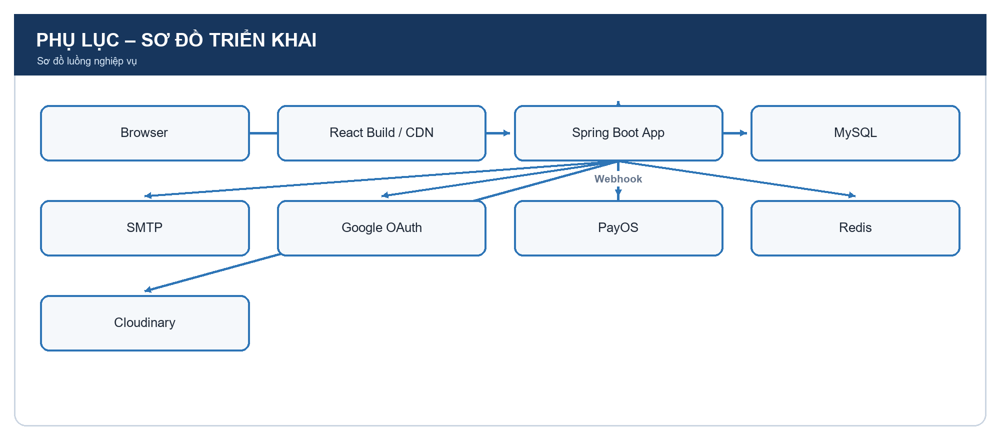 PHỤ LỤC – SƠ ĐỒ TRIỂN KHAI
Sơ đồ luồng nghiệp vụ
Browser
React Build / CDN
Spring Boot App
MySQL
Webhook
SMTP
Google OAuth
PayOS
Redis
Cloudinary